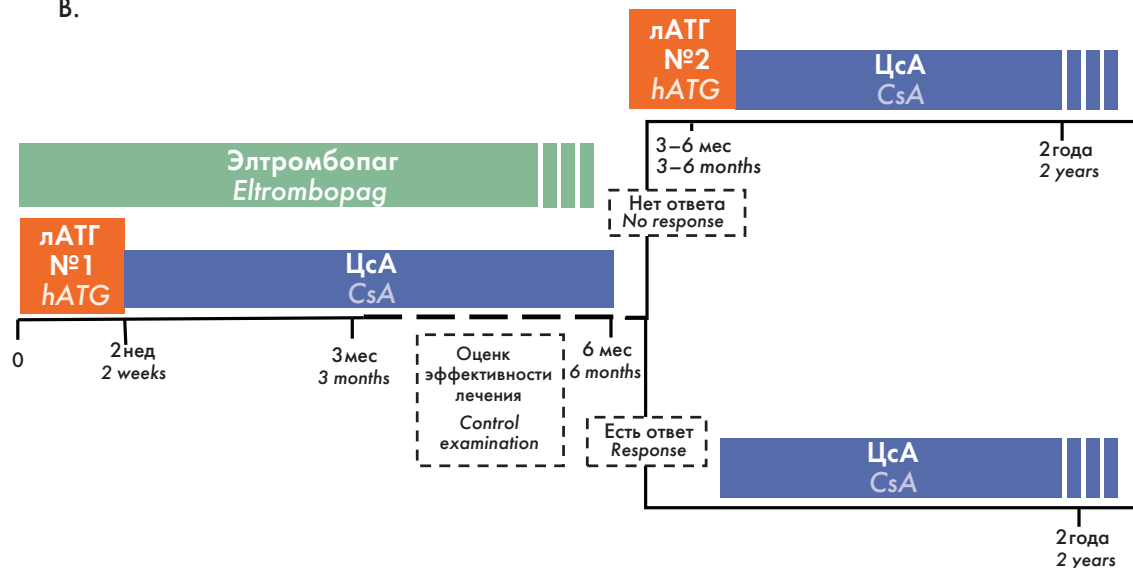 В.
лАТГ
№2
hATG
ЦсА
CsA
3–6 мес
3–6 months
2 года
2 years
Элтромбопаг
Eltrombopag
Нет ответа
No response
лАТГ
№1
hATG
ЦсА
CsA
0
2 нед
2 weeks
3 мес
3 months
Оценк
эффективности
лечения
Control
examination
6 мес
6 months
Есть ответ
Response
ЦсА
CsA
2 года
2 years